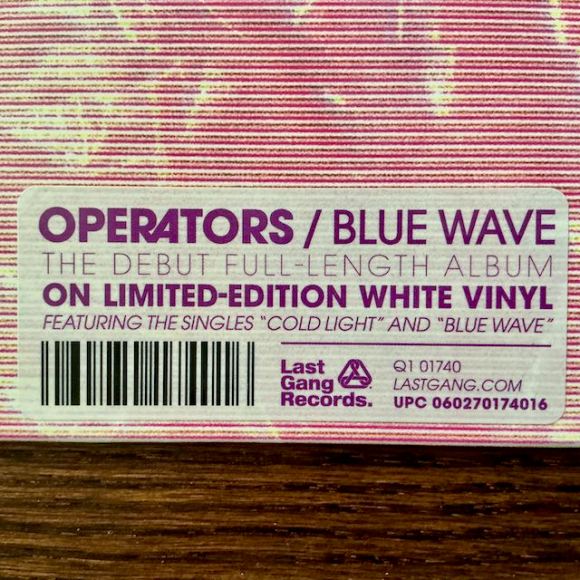 OPERATORS / BLUE WAVE
THE DEBUT FULL-LENGTH ALBUM
ON LIMITED-EDITION WHITE VINYL
FEATURING THE SINGLES "COLD LIGHT" AND "BLUE WAVE"
Last
Gang
Records.
Q1 01740
LASTGANG.COM
UPC 060270174016